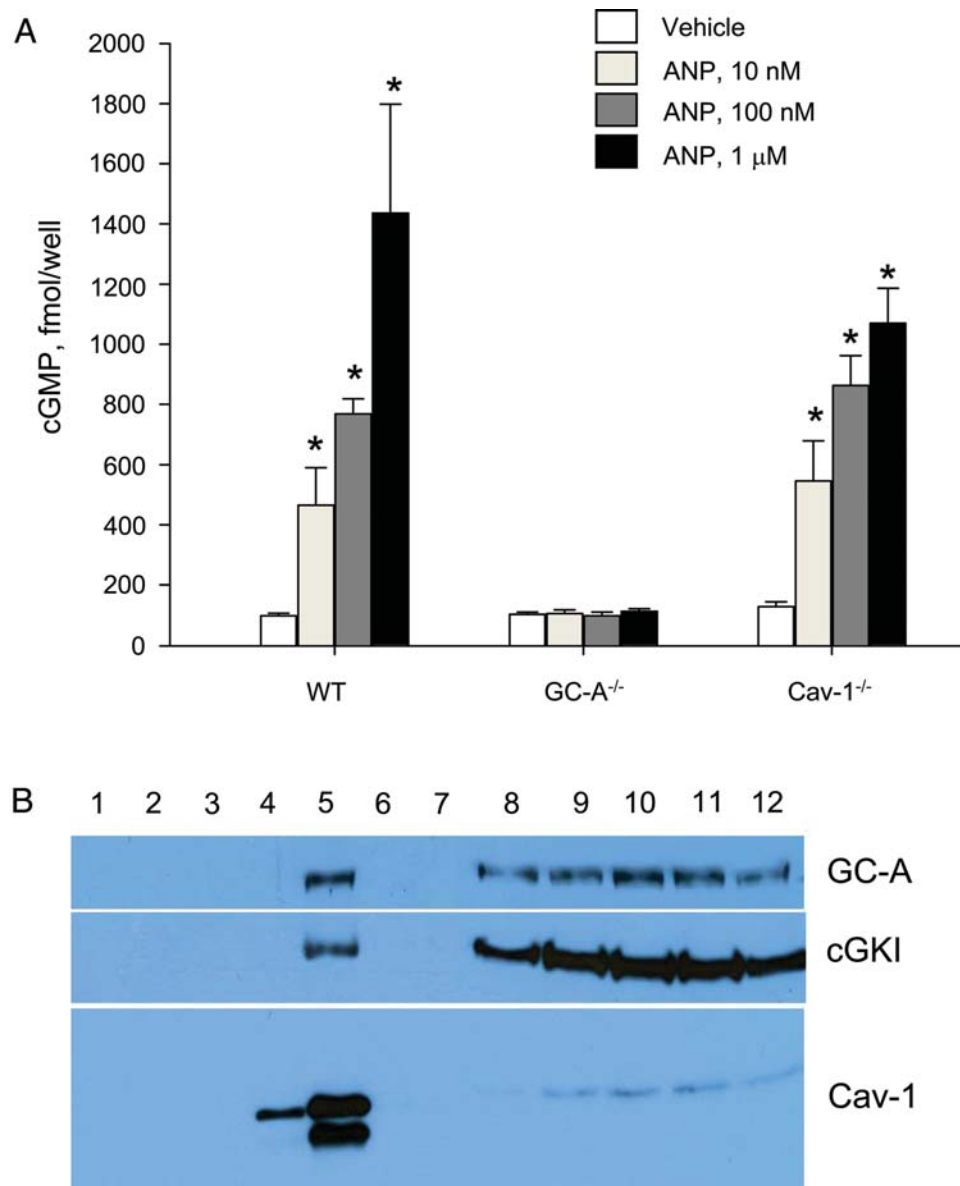 A
Vehicle
ANP, 10 nM
ANP, 100 nM
ANP, 1 μM
cGMP, fmol/well
2000
1800
1600
1400
1200
1000
800
600
400
200
0
* * * * * *
WT GC-A-/- Cav-1-/-
B
1 2 3 4 5 6 7 8 9 10 11 12
GC-A
cGKI
Cav-1